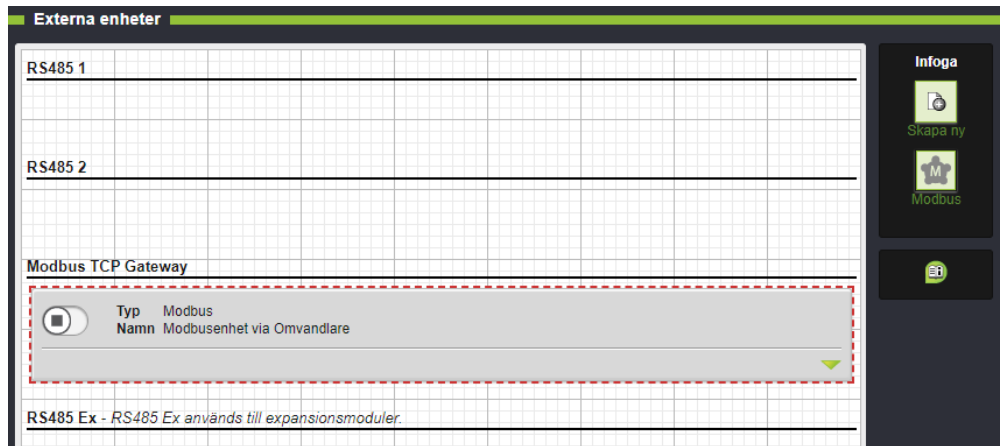 Externa enheter
RS485 1
RS485 2
Modbus TCP Gateway
Typ Modbus
Namn Modbusenhet via Omvandlare
RS485 Ex - RS485 Ex används till expansionsmoduler.
Infoga
Skapa ny
M
Modbus